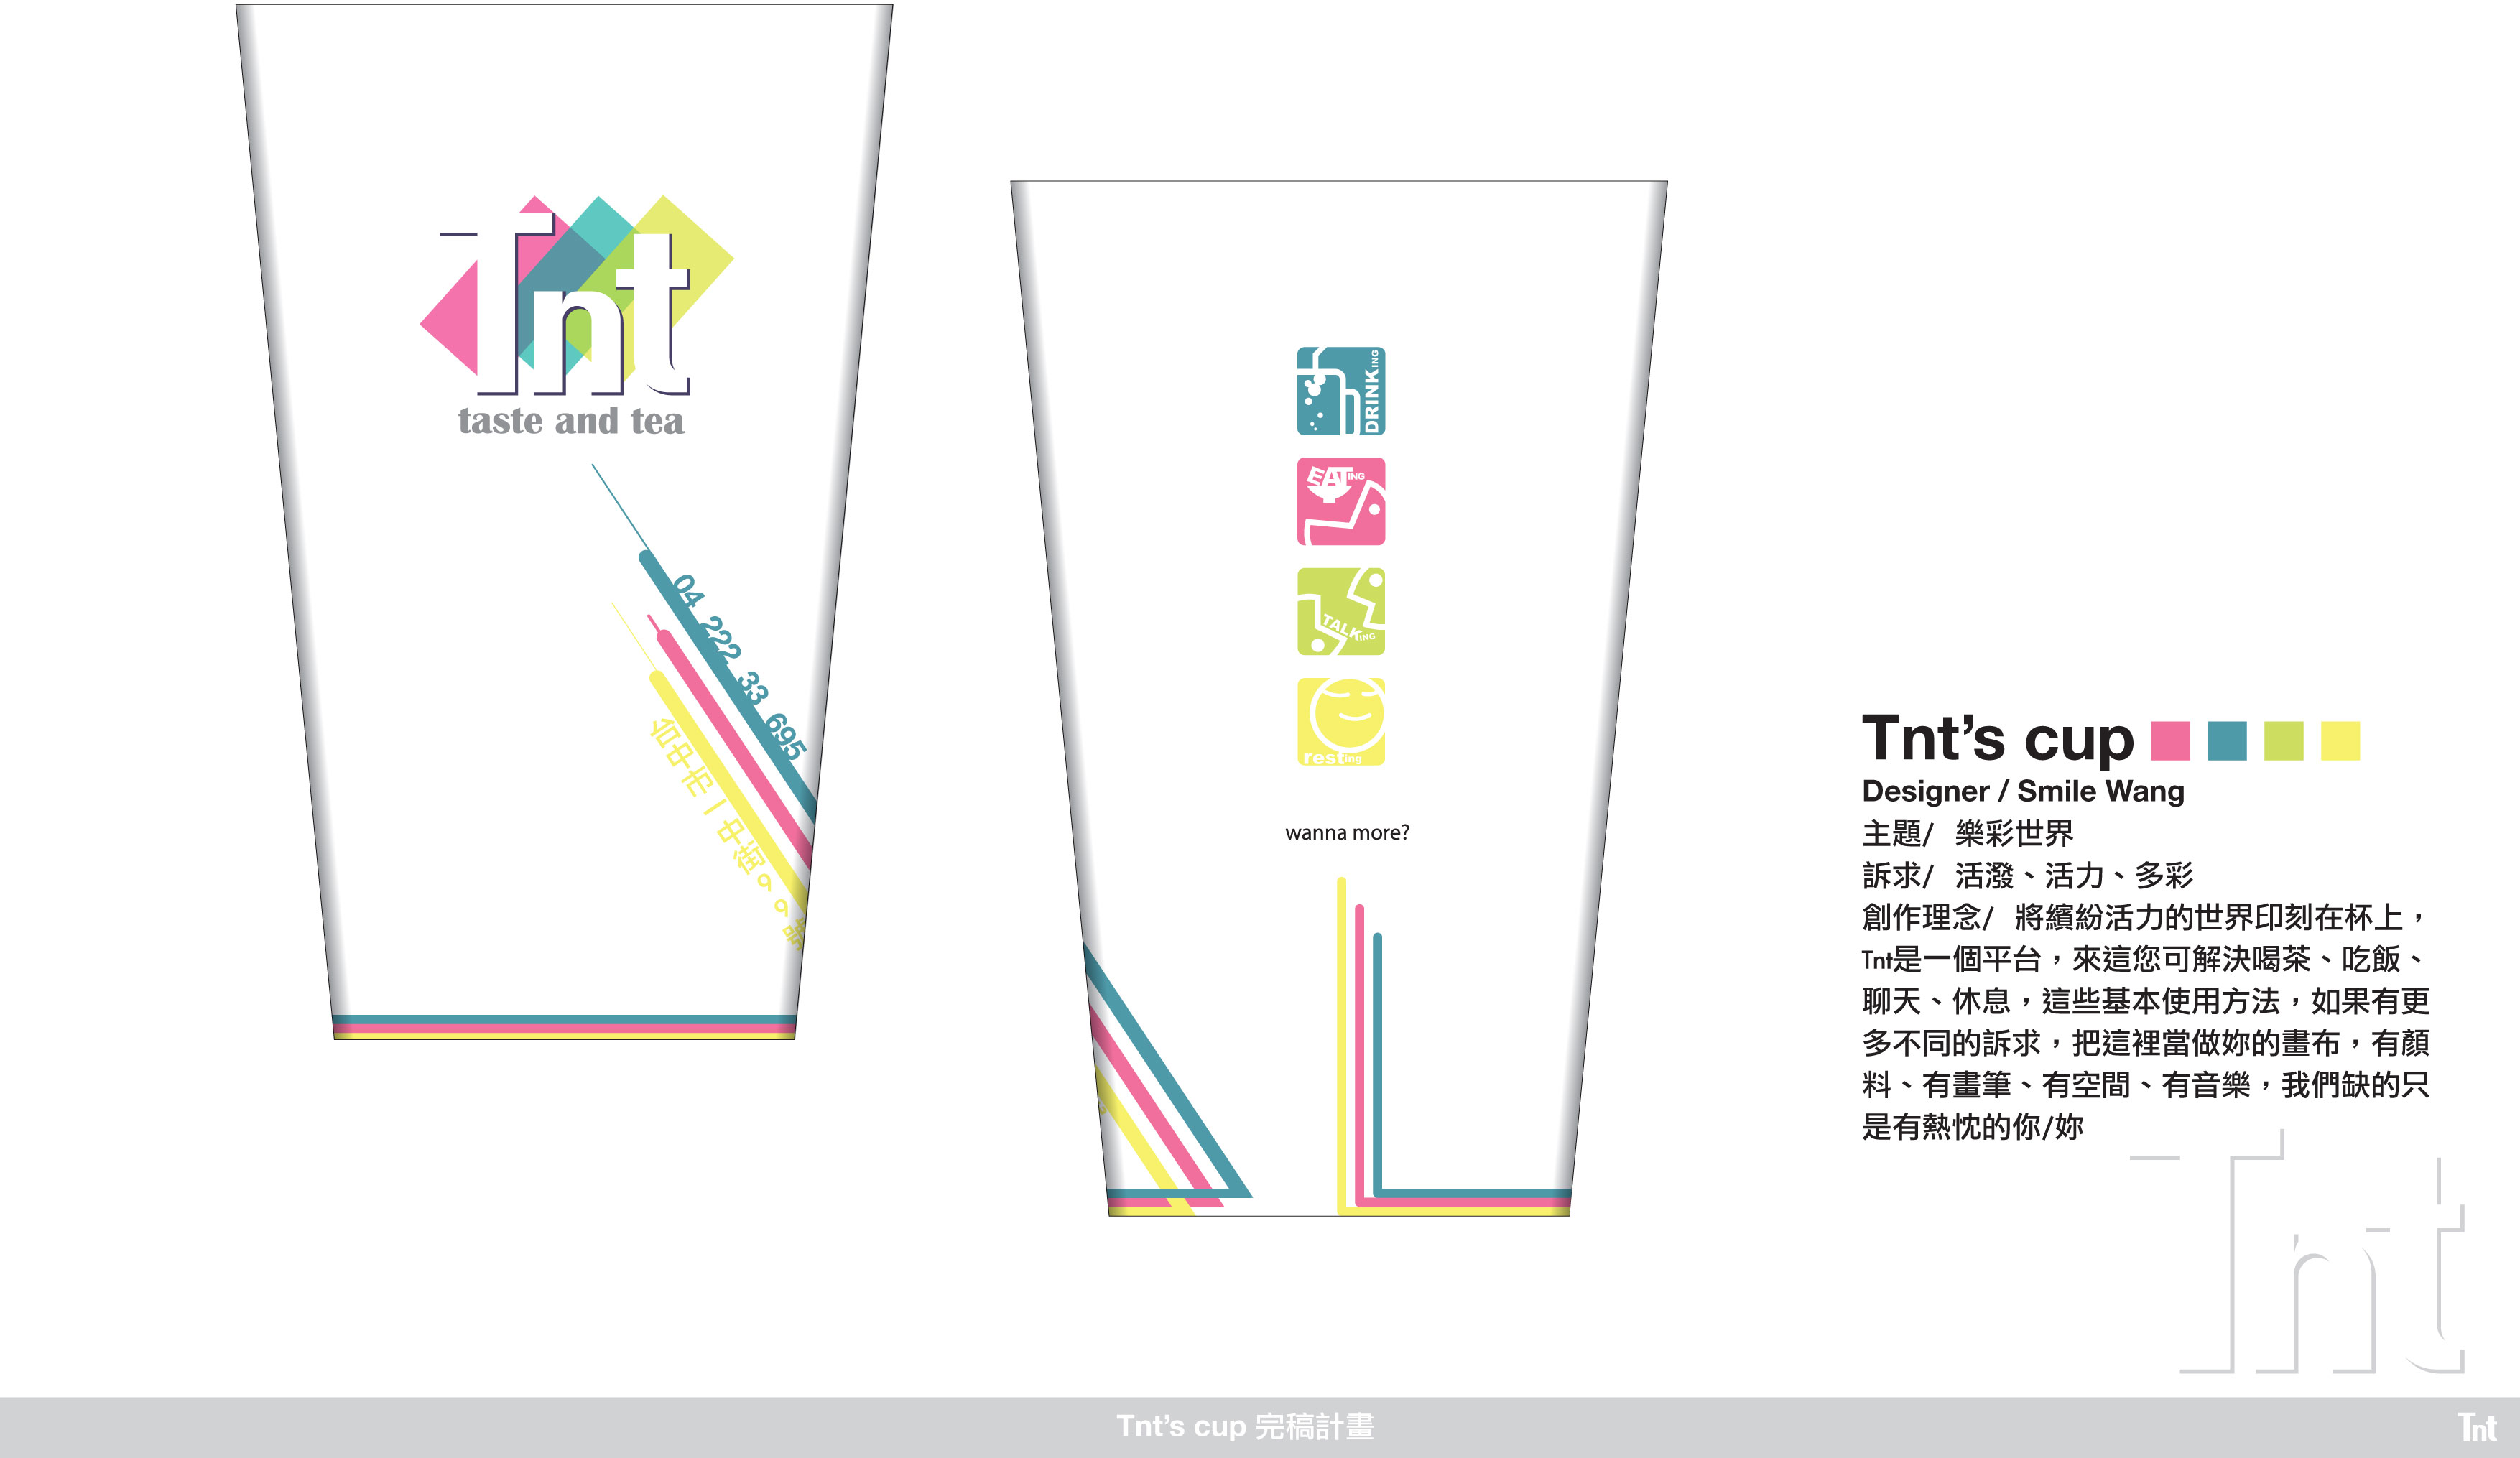 Tnt
taste and tea
04 222 33 695
台中市一中街99號
DRINKING
EATING
TALKING
resting
wanna more?
Tnt's cup
Designer / Smile Wang
主題/ 樂彩世界
訴求/ 活潑、活力、多彩
創作理念/ 將繽紛活力的世界印刻在杯上，
Tnt是一個平台，來這您可解決喝茶、吃飯、
聊天、休息，這些基本使用方法，如果有更
多不同的訴求，把這裡當做妳的畫布，有顏
料、有畫筆、有空間、有音樂，我們缺的只
是有熱忱的你/妳
Tnt
Tnt's cup 完稿計畫
Tnt